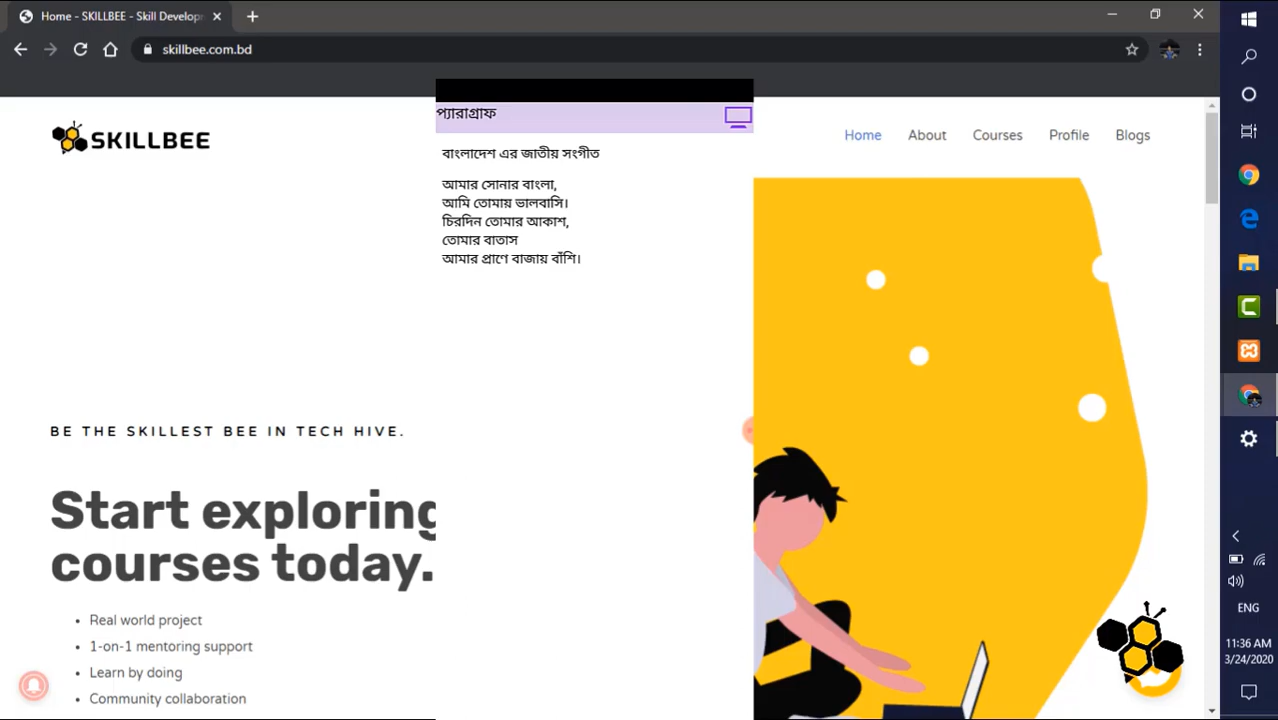 Home - SKILLBEE - Skill Develop
skillbee.com.bd
SKILLBEE
Home About Courses Profile Blogs
প্যারাগ্রাফ
বাংলাদেশ এর জাতীয় সংগীত
আমার সোনার বাংলা,
আমি তোমায় ভালবাসি।
চিরদিন তোমার আকাশ,
তোমার বাতাস
আমার প্রাণে বাজায় বাঁশি।
BE THE SKILLEST BEE IN TECH HIVE.
Start exploring
courses today.
Real world project
1-on-1 mentoring support
Learn by doing
Community collaboration
ENG
11:36 AM
3/24/2020